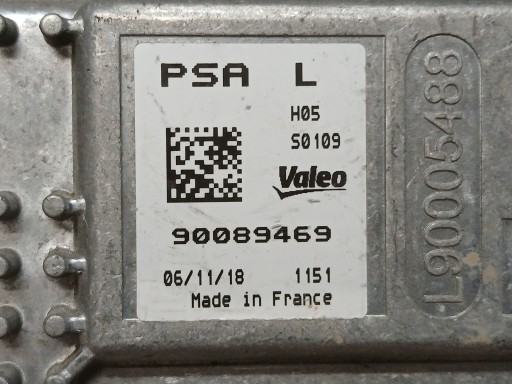 PSA L
H05
S0109
Valeo
90089469
06/11/18 1151
Made in France
L90005488